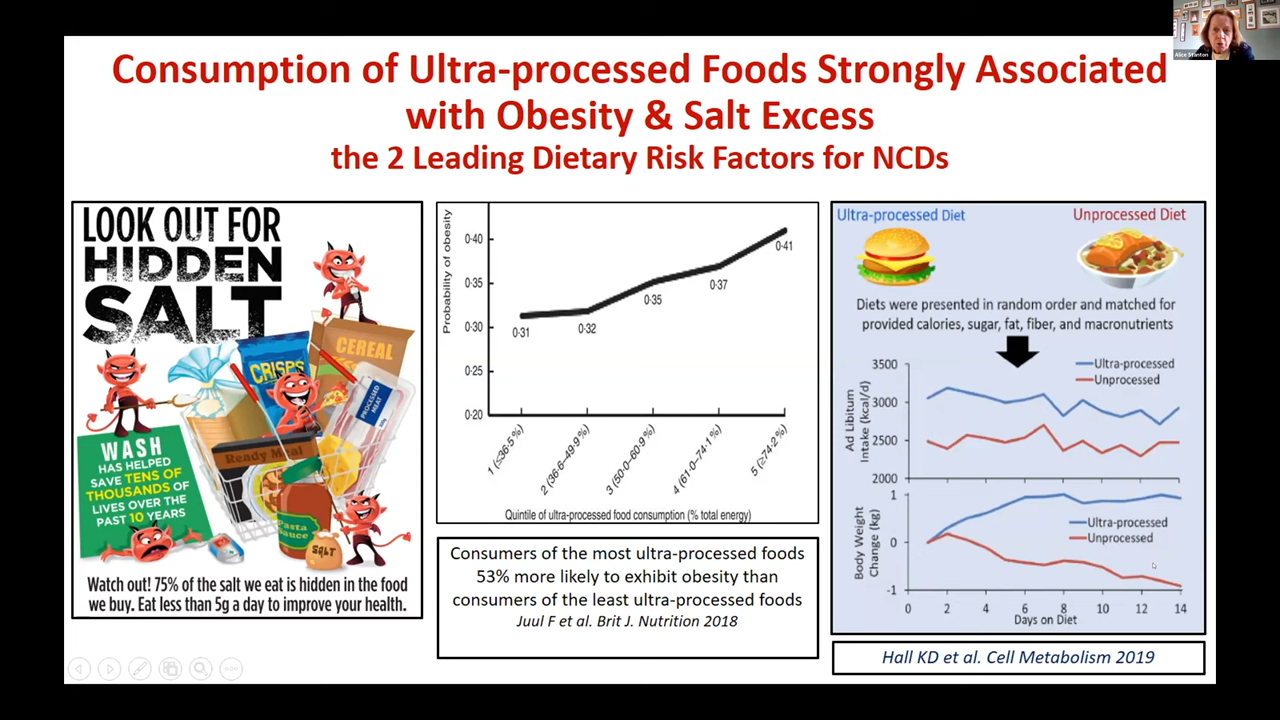 Alice Stanton
Consumption of Ultra-processed Foods Strongly Associated
with Obesity & Salt Excess
the 2 Leading Dietary Risk Factors for NCDs
LOOK OUT FOR
HIDDEN
SALT
CEREAL
CRISPS
PROCESSED
MEAT
Ready Meal
WASH
HAS HELPED
SAVE TENS OF
THOUSANDS OF
LIVES OVER THE
PAST 10 YEARS
Pasta
Sauce
SALT
Watch out! 75% of the salt we eat is hidden in the food
we buy. Eat less than 5g a day to improve your health.
Probability of obesity
0·40
0·35
0·30
0·25
0·20
0·31
0·32
0·35
0·37
0·41
1 (≤36·5 %)
2 (36·6–49·9 %)
3 (50·0–60·9 %)
4 (61·0–74·1 %)
5 (≥74·2 %)
Quintile of ultra-processed food consumption (% total energy)
Consumers of the most ultra-processed foods
53% more likely to exhibit obesity than
consumers of the least ultra-processed foods
Juul F et al. Brit J. Nutrition 2018
Ultra-processed Diet
Unprocessed Diet
Diets were presented in random order and matched for
provided calories, sugar, fat, fiber, and macronutrients
Ad Libitum
Intake (kcal/d)
3500
3000
2500
2000
Ultra-processed
Unprocessed
Body Weight
Change (kg)
1
0
-1
Ultra-processed
Unprocessed
0 2 4 6 8 10 12 14
Days on Diet
Hall KD et al. Cell Metabolism 2019